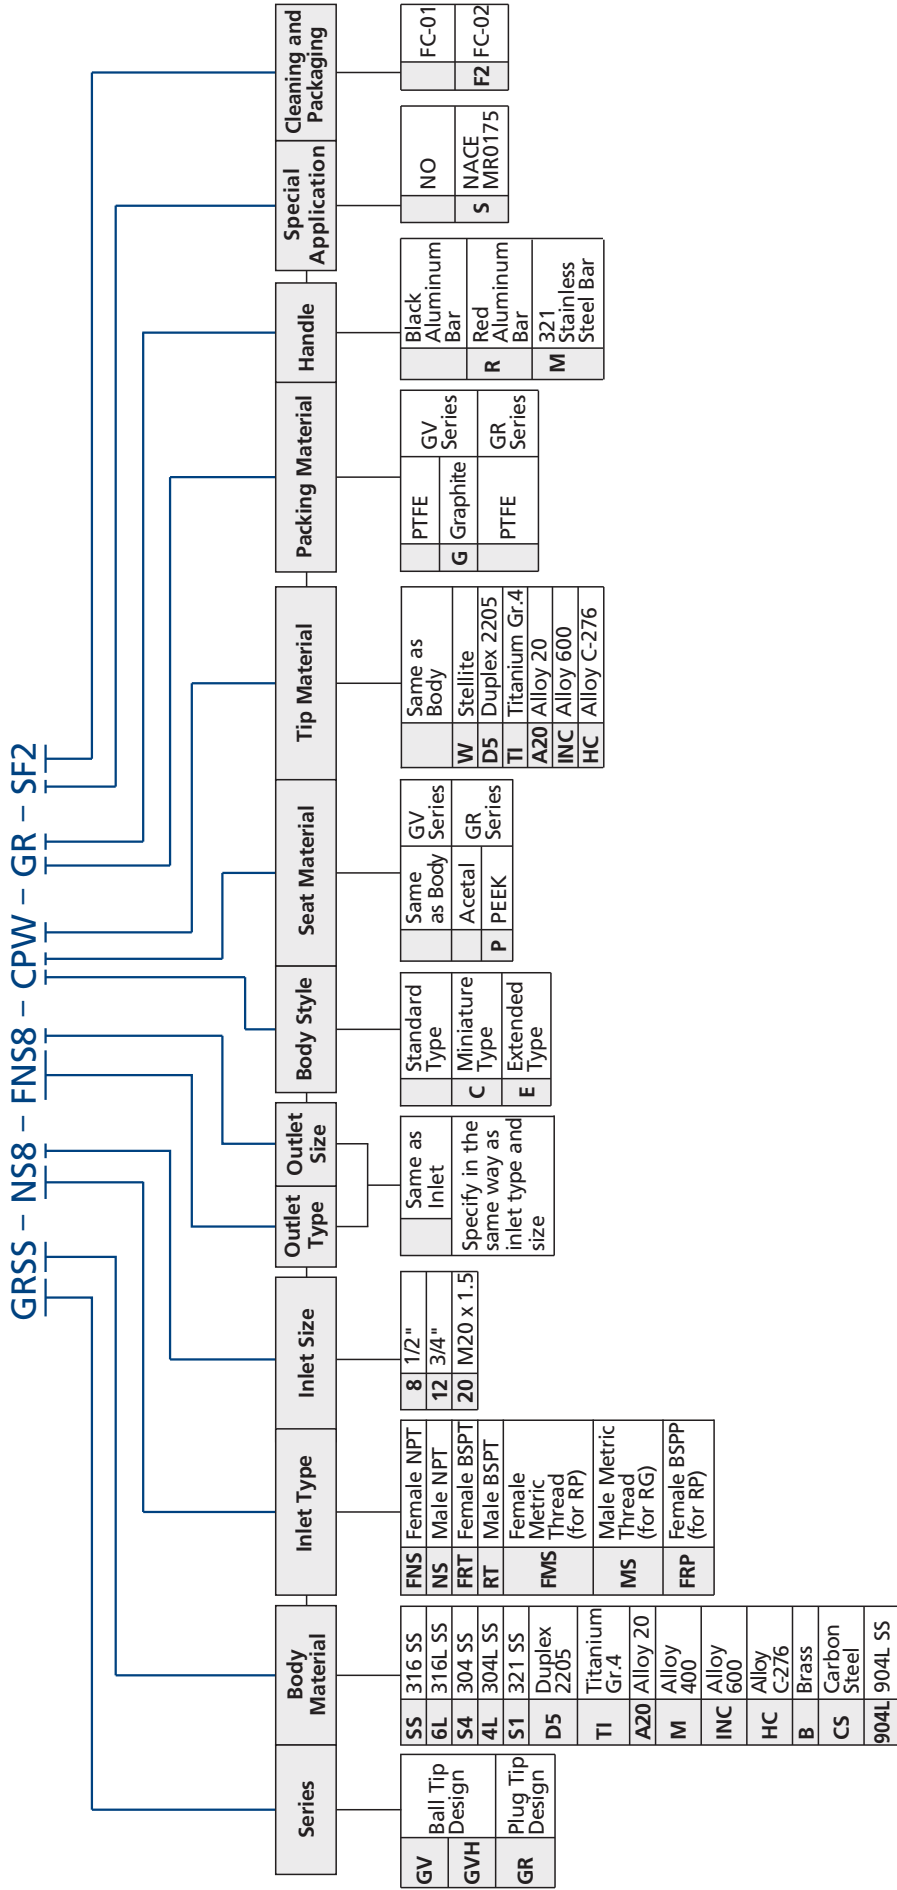 GRSS – NS8 – FNS8 – CPW – GR – SF2
Series
GV
GVH
Ball Tip
Design
GR
Plug Tip
Design
Body
Material
SS 316 SS
6L 316L SS
S4 304 SS
4L 304L SS
S1 321 SS
D5 Duplex
2205
TI Titanium
Gr.4
A20 Alloy 20
M Alloy
400
INC Alloy
600
HC Alloy
C-276
B Brass
CS Carbon
Steel
904L 904L SS
Inlet Type
FNS Female NPT
NS Male NPT
FRT Female BSPT
RT Male BSPT
FMS Female
Metric
Thread
(for RP)
MS Male Metric
Thread
(for RG)
FRP Female BSPP
(for RP)
Inlet Size
8 1/2"
12 3/4"
20 M20 x 1.5
Outlet
Type
Outlet
Size
Same as
Inlet
Specify in the
same way as
inlet type and
size
Body Style
Standard
Type
C Miniature
Type
E Extended
Type
Seat Material
Same
as Body
GV
Series
Acetal
P PEEK
GR
Series
Tip Material
Same as
Body
W Stellite
D5 Duplex 2205
TI Titanium Gr.4
A20 Alloy 20
INC Alloy 600
HC Alloy C-276
Packing Material
PTFE
G Graphite
GV
Series
PTFE
GR
Series
Handle
Black
Aluminum
Bar
R Red
Aluminum
Bar
M 321
Stainless
Steel Bar
Special
Application
NO
S NACE
MR0175
Cleaning and
Packaging
FC-01
F2 FC-02